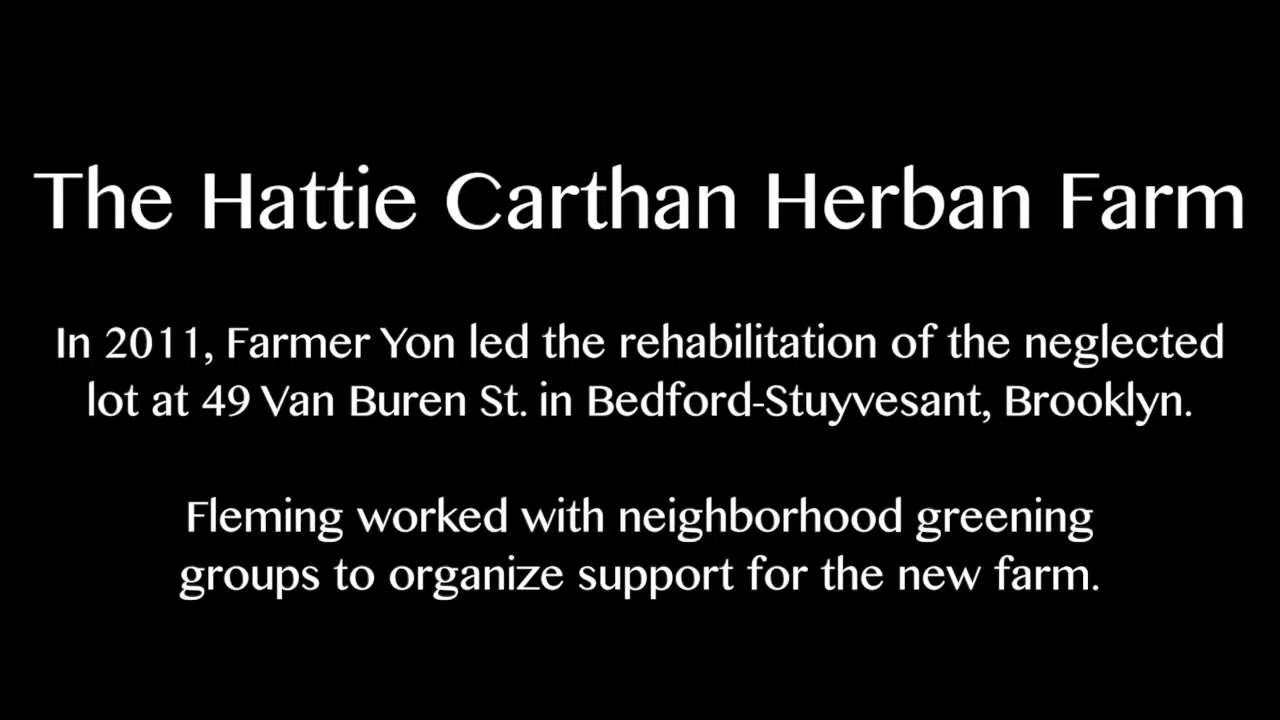 The Hattie Carthan Herban Farm
In 2011, Farmer Yon led the rehabilitation of the neglected
lot at 49 Van Buren St. in Bedford-Stuyvesant, Brooklyn.
Fleming worked with neighborhood greening
groups to organize support for the new farm.